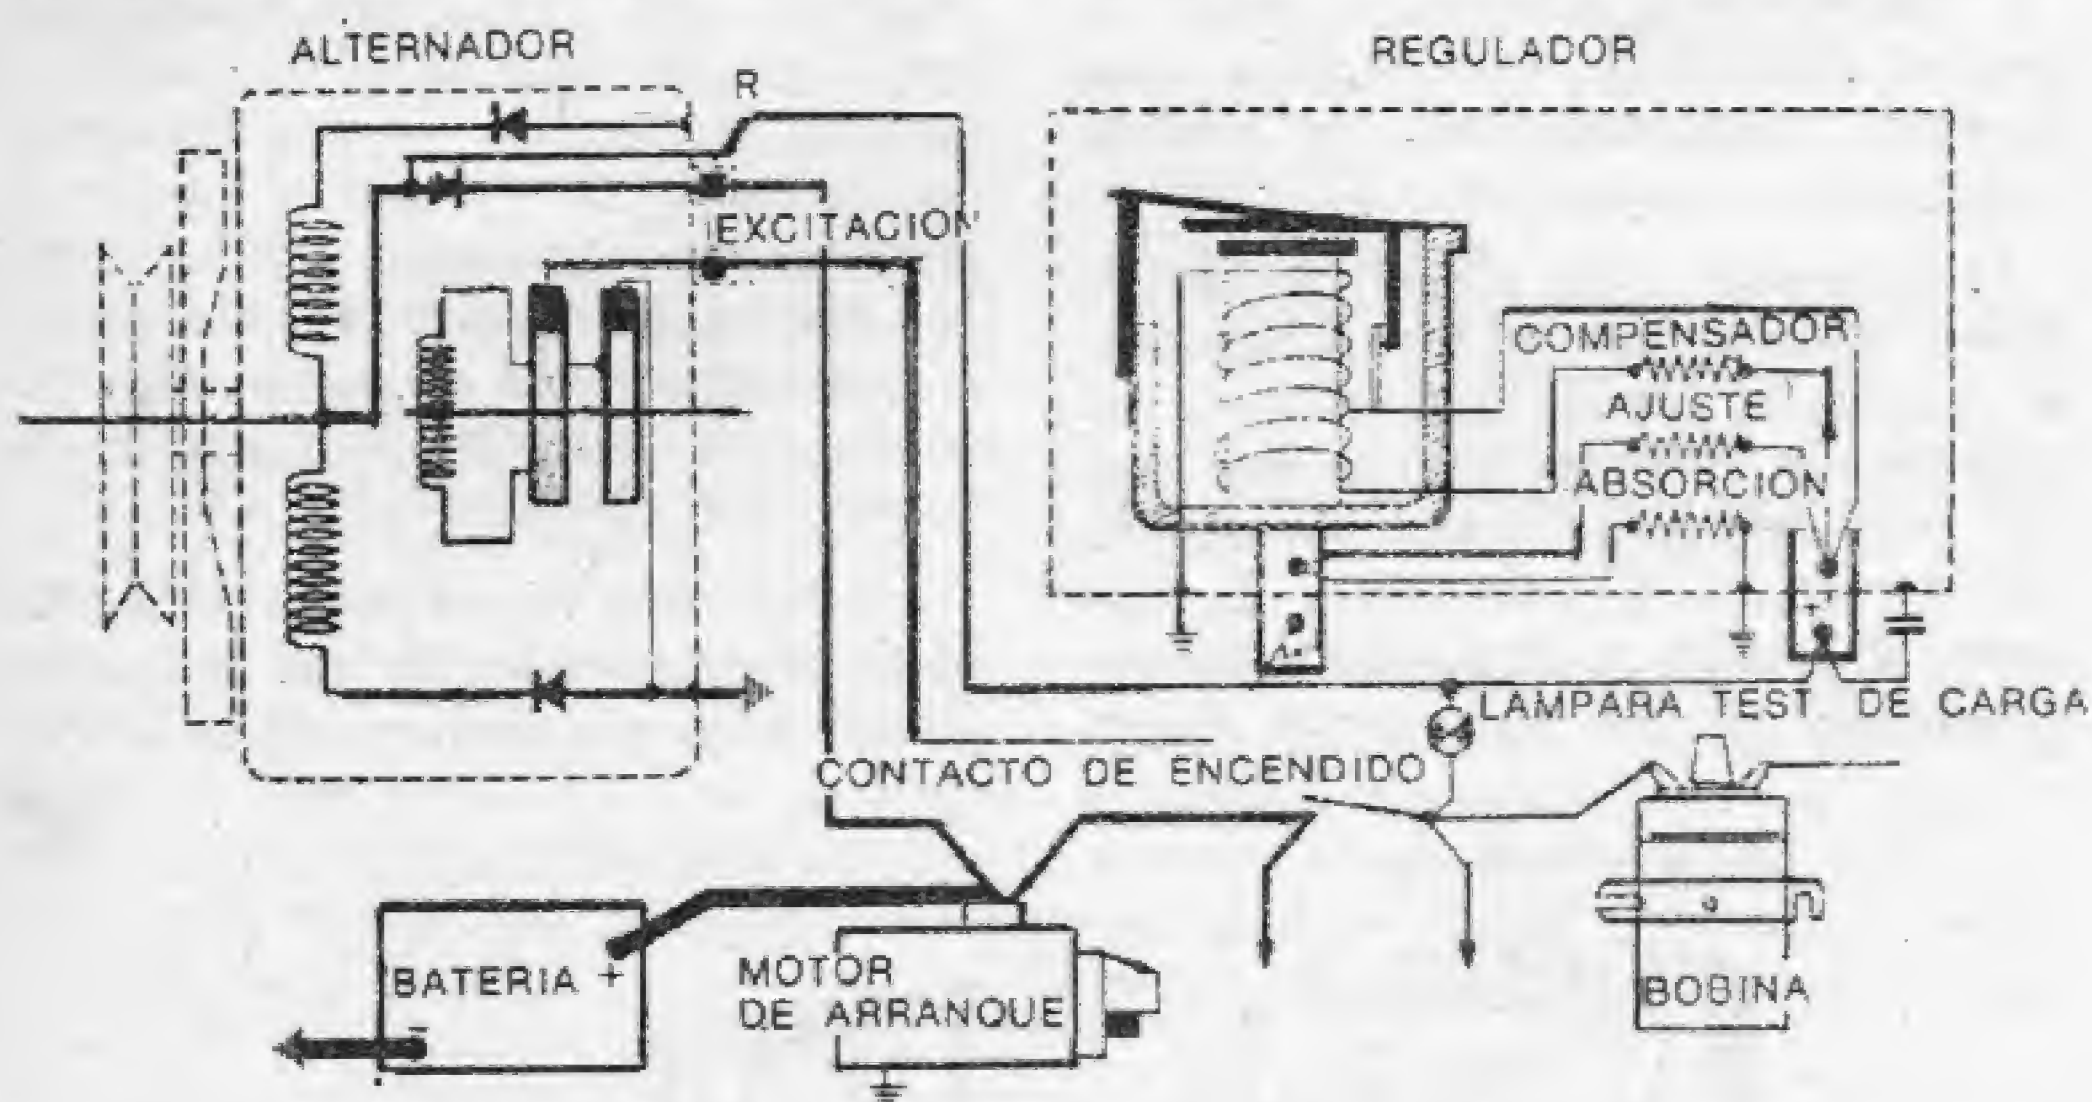 ALTERNADOR
REGULADOR
R
EXCITACION
COMPENSADOR
AJUSTE
ABSORCION
LAMPARA TEST DE CARGA
CONTACTO DE ENCENDIDO
BATERIA +
-
MOTOR
DE ARRANQUE
BOBINA